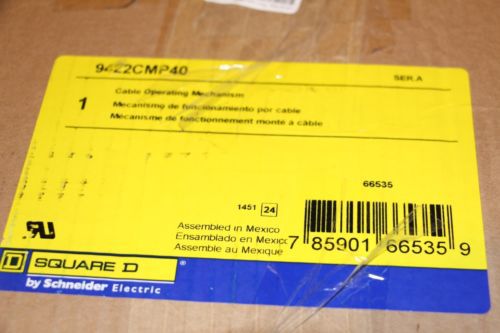 9422CMP40
SER.A
1
Cable Operating Mechanism
Mecanismo de funcionamiento por cable
Mécanisme de fonctionnement monté à câble
66535
1451 24
Assembled in Mexico
Ensamblado en Mexico
Assemble au Mexique
7 85901 66535 9
SQUARE D ®
by Schneider Electric